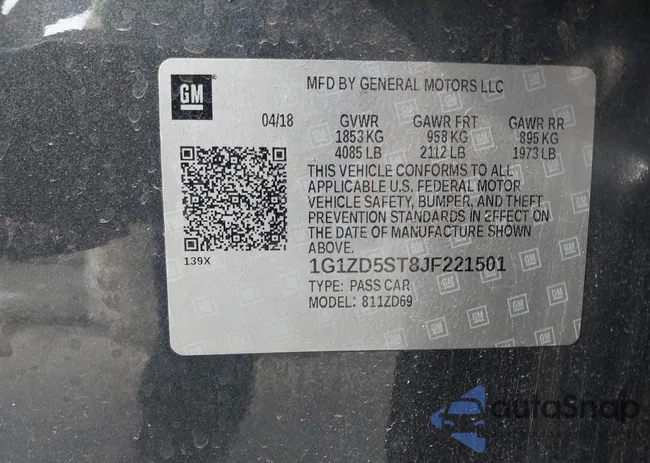 GM
MFD BY GENERAL MOTORS LLC
04/18 GVWR GAWR FRT GAWR RR
1853 KG 958 KG 895 KG
4085 LB 2112 LB 1973 LB
THIS VEHICLE CONFORMS TO ALL
APPLICABLE U.S. FEDERAL MOTOR
VEHICLE SAFETY, BUMPER, AND THEFT
PREVENTION STANDARDS IN EFFECT ON
THE DATE OF MANUFACTURE SHOWN
ABOVE.
139X
1G1ZD5ST8JF221501
TYPE: PASS CAR
MODEL: 811ZD69
autoSnap